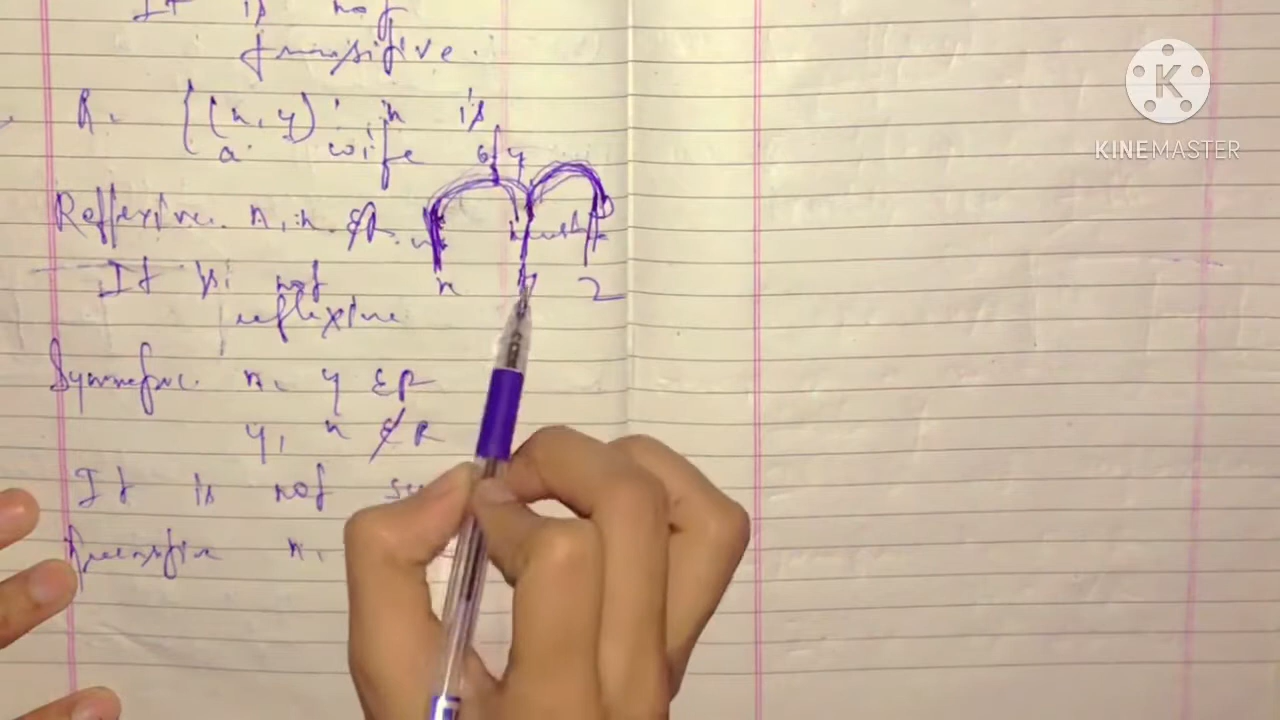 It is not
transitive.
R. {(x, y) : x is
a wife of y
Reflexive. x, x. ∉R.
x y z
It is not
reflexive
Symmetric. x, y ∈R
y, x ∉ R
It is not
Transitive x,
K
KINEMASTER